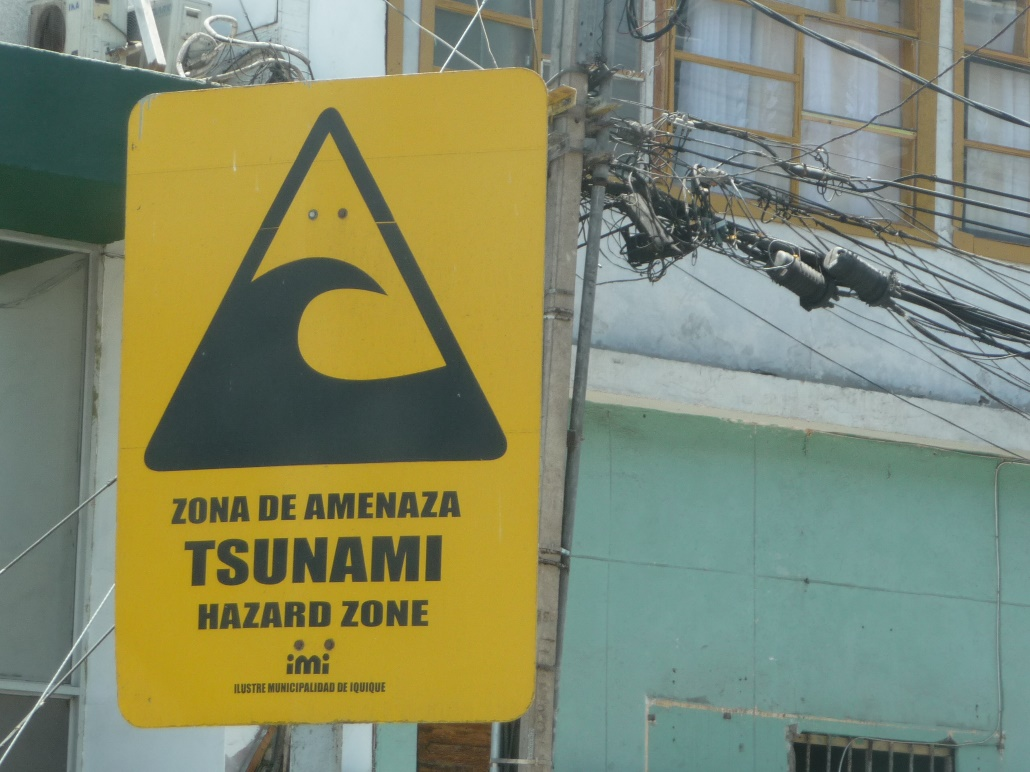 ZONA DE AMENAZA
TSUNAMI
HAZARD ZONE
imi
ILUSTRE MUNICIPALIDAD DE IQUIQUE